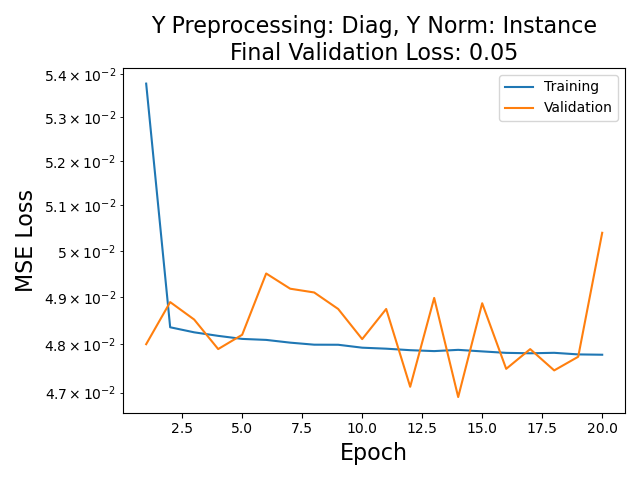 Y Preprocessing: Diag, Y Norm: Instance
Final Validation Loss: 0.05
Training
Validation
MSE Loss
5.4 × 10⁻²
5.3 × 10⁻²
5.2 × 10⁻²
5.1 × 10⁻²
5 × 10⁻²
4.9 × 10⁻²
4.8 × 10⁻²
4.7 × 10⁻²
2.5 5.0 7.5 10.0 12.5 15.0 17.5 20.0
Epoch